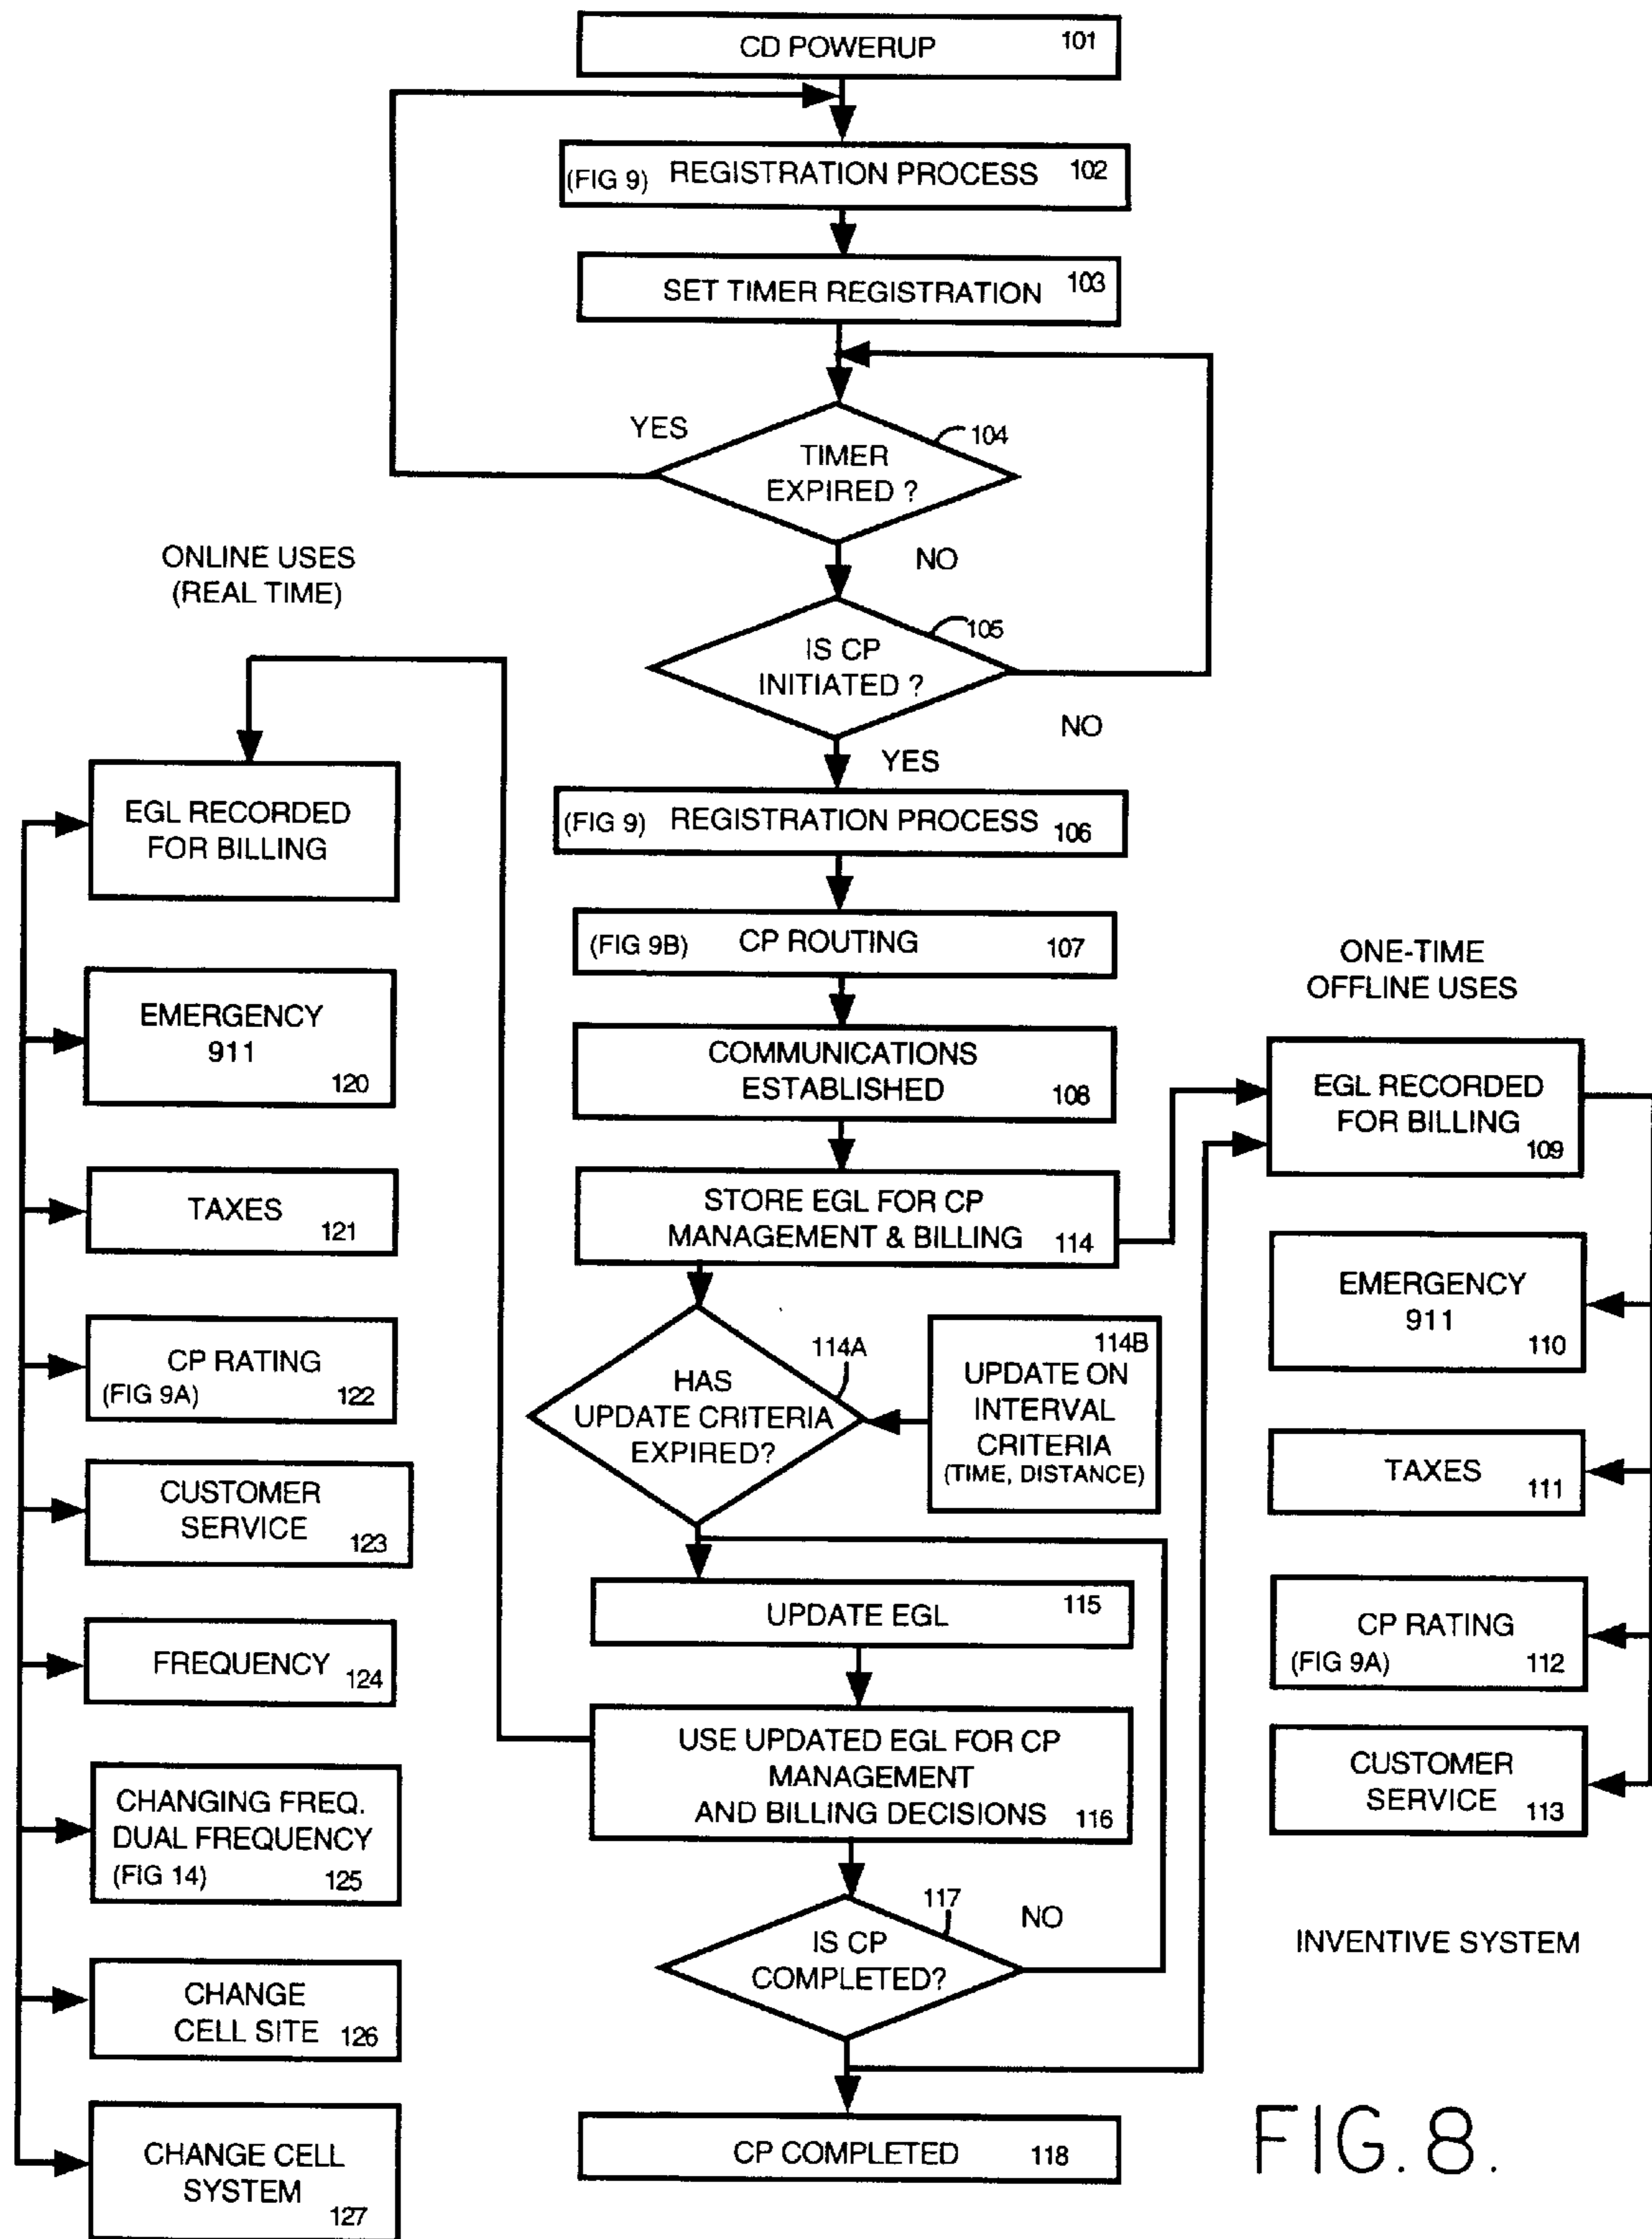 CD POWERUP 101
(FIG 9) REGISTRATION PROCESS 102
SET TIMER REGISTRATION 103
YES
104
TIMER
EXPIRED ?
NO
105
IS CP
INITIATED ?
NO
YES
(FIG 9) REGISTRATION PROCESS 106
(FIG 9B) CP ROUTING 107
COMMUNICATIONS
ESTABLISHED 108
STORE EGL FOR CP
MANAGEMENT & BILLING 114
114A
HAS
UPDATE CRITERIA
EXPIRED?
114B
UPDATE ON
INTERVAL
CRITERIA
(TIME, DISTANCE)
UPDATE EGL 115
USE UPDATED EGL FOR CP
MANAGEMENT
AND BILLING DECISIONS 116
117
NO
IS CP
COMPLETED?
CP COMPLETED 118
ONLINE USES
(REAL TIME)
EGL RECORDED
FOR BILLING
EMERGENCY
911
120
TAXES
121
CP RATING
(FIG 9A) 122
CUSTOMER
SERVICE
123
FREQUENCY 124
CHANGING FREQ.
DUAL FREQUENCY
(FIG 14) 125
CHANGE
CELL SITE 126
CHANGE CELL
SYSTEM
127
ONE-TIME
OFFLINE USES
EGL RECORDED
FOR BILLING
109
EMERGENCY
911
110
TAXES
111
CP RATING
(FIG 9A) 112
CUSTOMER
SERVICE 113
INVENTIVE SYSTEM
FIG. 8.